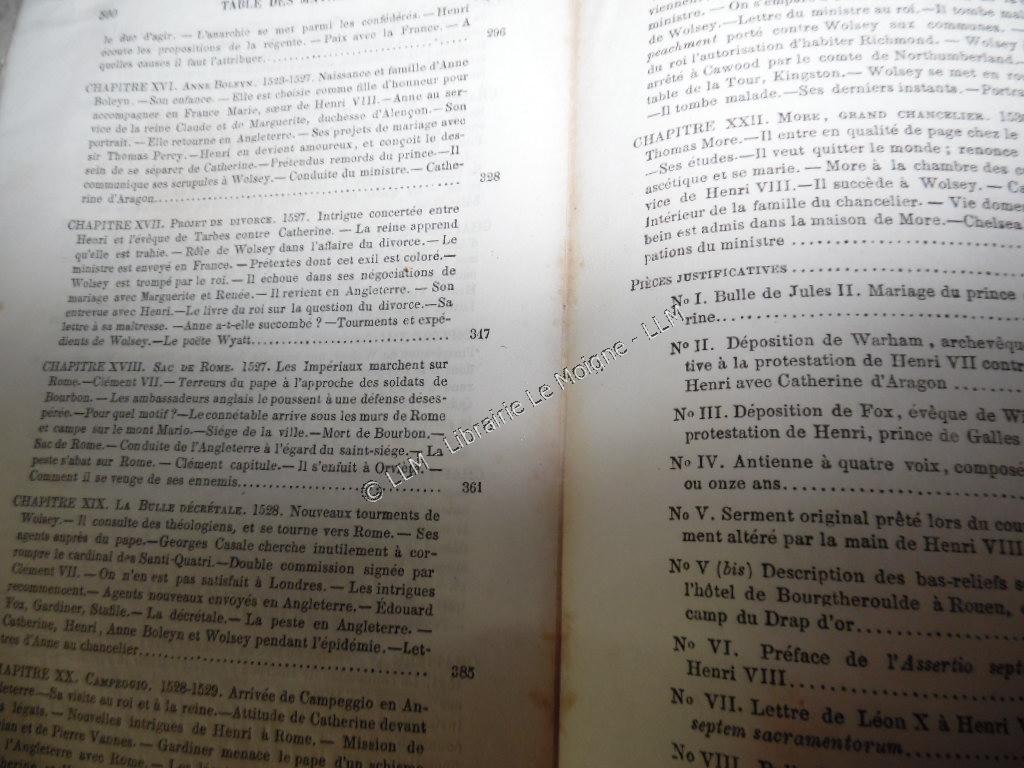 500 TABLE DES
le duc d'agir. — L'anarchie se met parmi les considérés. — Henri
écoute les propositions de la régente. — Paix avec la France. — A
quelles causes il faut l'attribuer. 296
CHAPITRE XVI. ANNE BOLEYN. 1523-1527. Naissance et famille d'Anne
Boleyn. — Son enfance. — Elle est choisie comme fille d'honneur pour
accompagner en France Marie, sœur de Henri VIII. — Anne au ser-
vice de la reine Claude et de Marguerite, duchesse d'Alençon. — Son
portrait. — Elle retourne en Angleterre. — Ses projets de mariage avec
sir Thomas Percy. — Henri en devient amoureux, et conçoit le des-
sein de se séparer de Catherine. — Prétendus remords du prince. — Il
communique ses scrupules à Wolsey. — Conduite du ministre. — Cathe-
rine d'Aragon. 328
CHAPITRE XVII. PROJET DE DIVORCE. 1527. Intrigue concertée entre
Henri et l'évêque de Tarbes contre Catherine. — La reine apprend
qu'elle est trahie. — Rôle de Wolsey dans l'affaire du divorce. — Le
ministre est envoyé en France. — Prétextes dont cet exil est coloré. —
Wolsey est trompé par le roi. — Il échoue dans ses négociations de
mariage avec Marguerite et Renée. — Il revient en Angleterre. — Son
entrevue avec Henri. — Le livre du roi sur la question du divorce. — Sa
lettre à sa maîtresse. — Anne a-t-elle succombé ? — Tourments et expé-
dients de Wolsey. — Le poëte Wyatt. 347
CHAPITRE XVIII. SAC DE ROME. 1527. Les Impériaux marchent sur
Rome. — Clément VII. — Terreurs du pape à l'approche des soldats de
Bourbon. — Les ambassadeurs anglais le poussent à une défense déses-
pérée. — Pour quel motif ? — Le connétable arrive sous les murs de Rome
et campe sur le mont Mario. — Siége de la ville. — Mort de Bourbon. —
Sac de Rome. — Conduite de l'Angleterre à l'égard du saint-siége. — La
peste s'abat sur Rome. — Clément capitule. — Il s'enfuit à
Comment il se venge de ses ennemis. 361
CHAPITRE XIX. LA BULLE DÉCRÉTALE. 1528. Nouveaux tourments de
Wolsey. — Il consulte des théologiens, et se tourne vers Rome. — Ses
agents auprès du pape. — Georges Casale cherche inutilement à cor-
rompre le cardinal des Santi-Quatri. — Double commission signée par
Clément VII. — On n'en est pas satisfait à Londres. — Les intrigues
recommencent. — Agents nouveaux envoyés en Angleterre. — Édouard
Fox, Gardiner, Stafile. — La décrétale. — La peste en Angleterre. —
Catherine, Henri, Anne Boleyn et Wolsey pendant l'épidémie. — Let-
tres d'Anne au chancelier. 385
CHAPITRE XX. CAMPEGGIO. 1528-1529. Arrivée de Campeggio en An-
gleterre. — Sa visite au roi et à la reine. — Attitude de Catherine devant
légats. — Nouvelles intrigues de Henri à Rome. — Mission de
et de Pierre Vannes. — Gardiner menace le pape d'un schisme
l'Angleterre avec Rome.
ministre. — On s'empare
de Wolsey. — Lettre du ministre au roi. — Il tombe mal
peachment porté contre Wolsey aux communes. —
du roi l'autorisation d'habiter Richmond. — Wolsey
arrêté à Cawood par le comte de Northumberland. —
table de la Tour, Kingston. — Wolsey se met en ro
— Il tombe malade. — Ses derniers instants. — Portra
CHAPITRE XXII. MORE, GRAND CHANCELIER.
Thomas More. — Il entre en qualité de page chez le
— Ses études. — Il veut quitter le monde ; renonce
ascétique et se marie. — More à la chambre des c
vice de Henri VIII. — Il succède à Wolsey. — Ca
Intérieur de la famille du chancelier. — Vie dome
bein est admis dans la maison de More. — Chelsea
pations du ministre
PIÈCES JUSTIFICATIVES
No I. Bulle de Jules II. Mariage du prince
rine.
No II. Déposition de Warham, archevêqu
tive à la protestation de Henri VII contr
Henri avec Catherine d'Aragon
No III. Déposition de Fox, évêque de Wi
protestation de Henri, prince de Galles
No IV. Antienne à quatre voix, composé
ou onze ans.
No V. Serment original prêté lors du cou
ment altéré par la main de Henri VIII
No V (bis) Description des bas-reliefs s
l'hôtel de Bourgtheroulde à Rouen,
camp du Drap d'or.
No VI. Préface de l'Assertio sept
Henri VIII.
No VII. Lettre de Léon X à Henri V
septem sacramentorum.
No VIII.
© LLM - Librairie Le Moigne - LLM